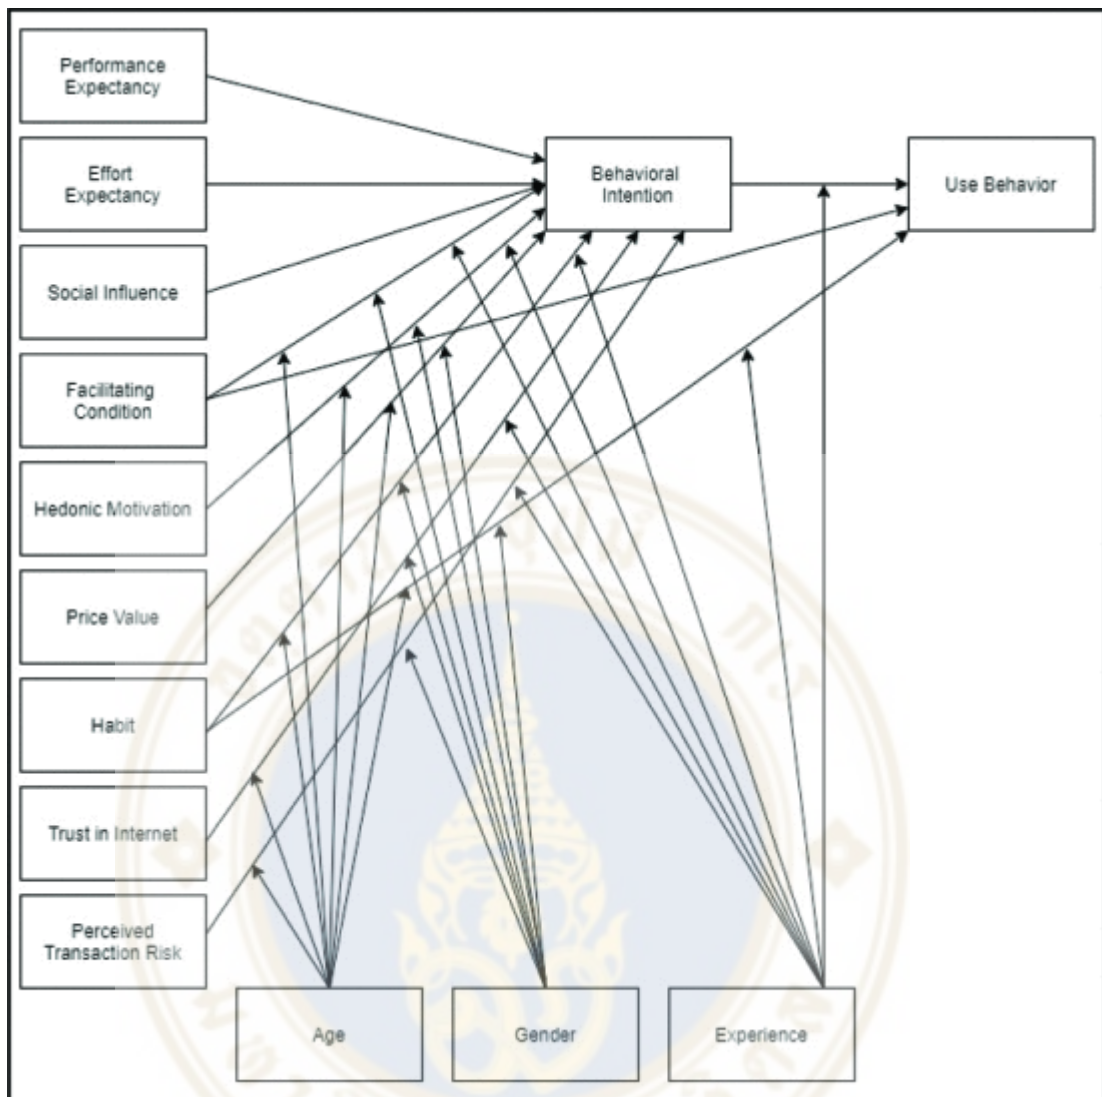 Performance
Expectancy
Effort
Expectancy
Social Influence
Facilitating
Condition
Hedonic Motivation
Price Value
Habit
Trust in Internet
Perceived
Transaction Risk
Behavioral
Intention
Use Behavior
Age
Gender
Experience